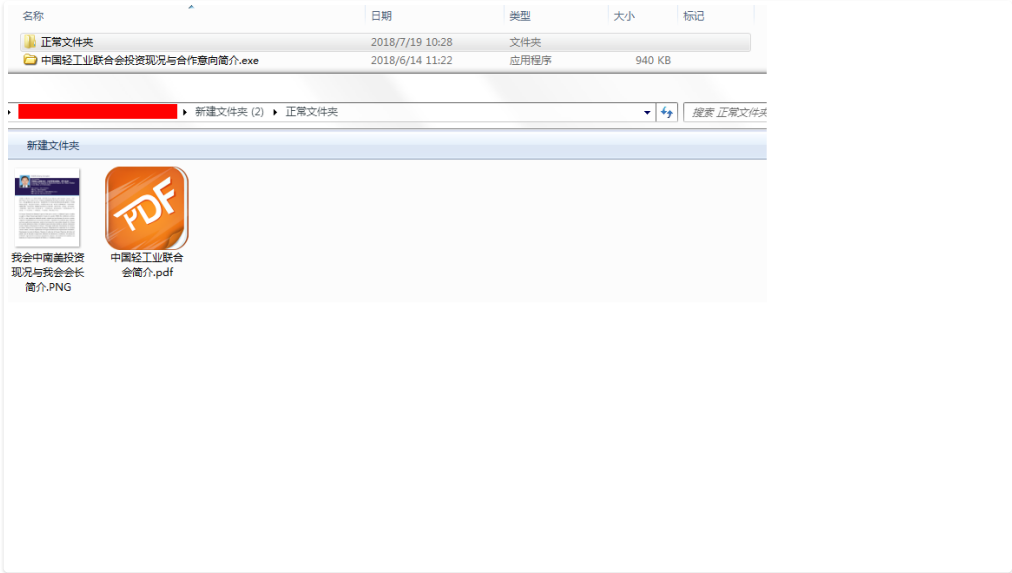 名称 日期 类型 大小 标记
正常文件夹 2018/7/19 10:28 文件夹
中国轻工业联合会投资现况与合作意向简介.exe 2018/6/14 11:22 应用程序 940 KB
新建文件夹 (2) 正常文件夹 搜索 正常文件夹
新建文件夹
PDF
我会中南美投资
现况与我会会长
简介.PNG
中国轻工业联合
会简介.pdf